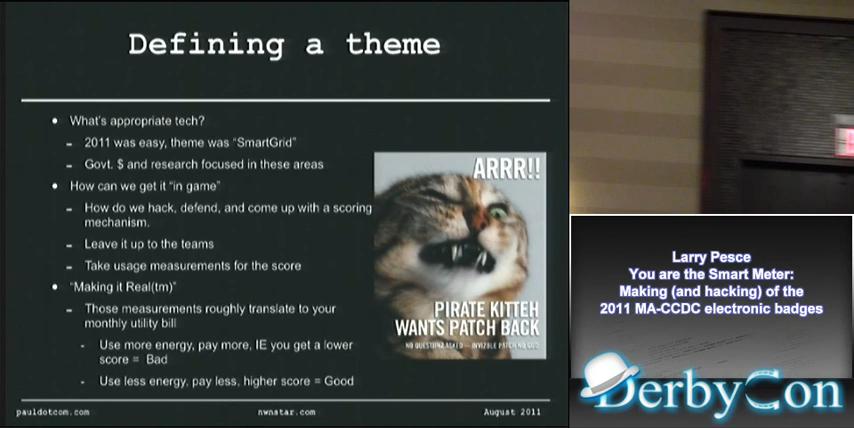 Defining a theme
• What's appropriate tech?
– 2011 was easy, theme was "SmartGrid"
– Govt. $ and research focused in these areas
• How can we get it "in game"
– How do we hack, defend, and come up with a scoring
mechanism.
– Leave it up to the teams
– Take usage measurements for the score
• "Making it Real(tm)"
– Those measurements roughly translate to your
monthly utility bill
- Use more energy, pay more, IE you get a lower
score = Bad
- Use less energy, pay less, higher score = Good
ARRR!!
PIRATE KITTEH
WANTS PATCH BACK
pauldotcom.com
nwnstar.com
August 2011
Larry Pesce
You are the Smart Meter:
Making (and hacking) of the
2011 MA-CCDC electronic badges
DerbyCon